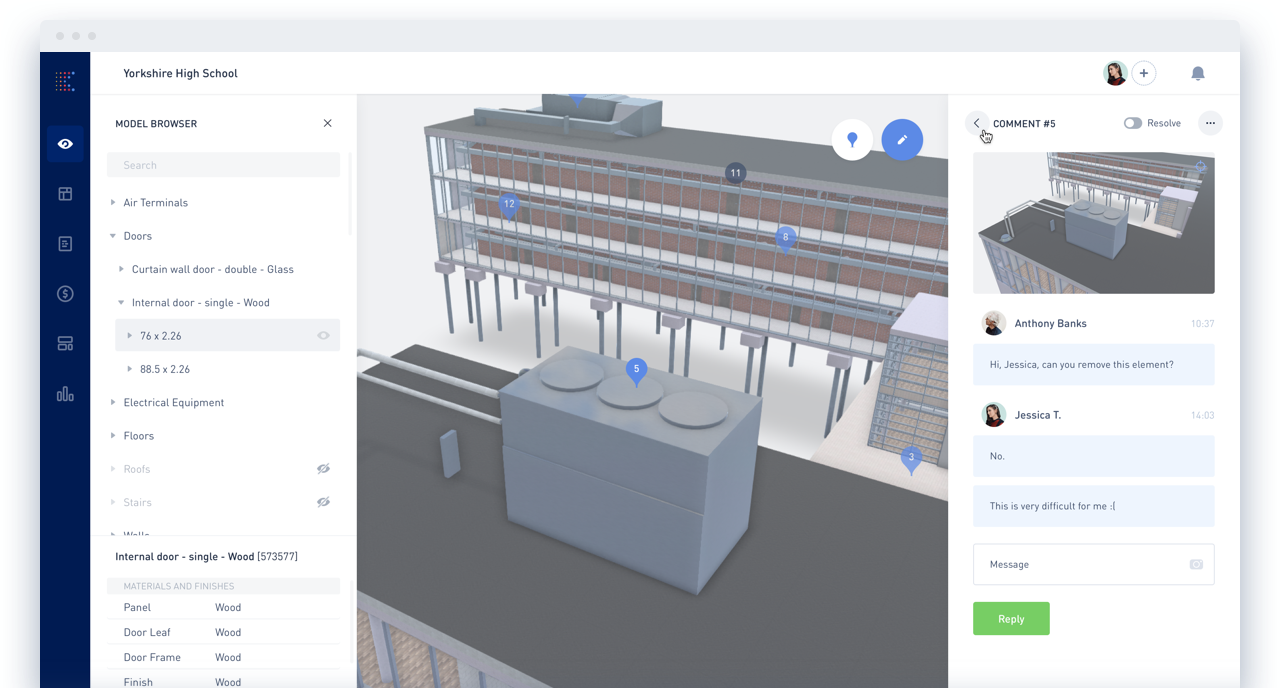 Yorkshire High School
MODEL BROWSER
Search
Air Terminals
Doors
Curtain wall door - double - Glass
Internal door - single - Wood
76 x 2.26
88.5 x 2.26
Electrical Equipment
Floors
Roofs
Stairs
Walls
Internal door - single - Wood [573577]
MATERIALS AND FINISHES
Panel Wood
Door Leaf Wood
Door Frame Wood
Finish Wood
11
12
8
5
3
COMMENT #5
Resolve
Anthony Banks 10:37
Hi, Jessica, can you remove this element?
Jessica T. 14:03
No.
This is very difficult for me :[
Message
Reply